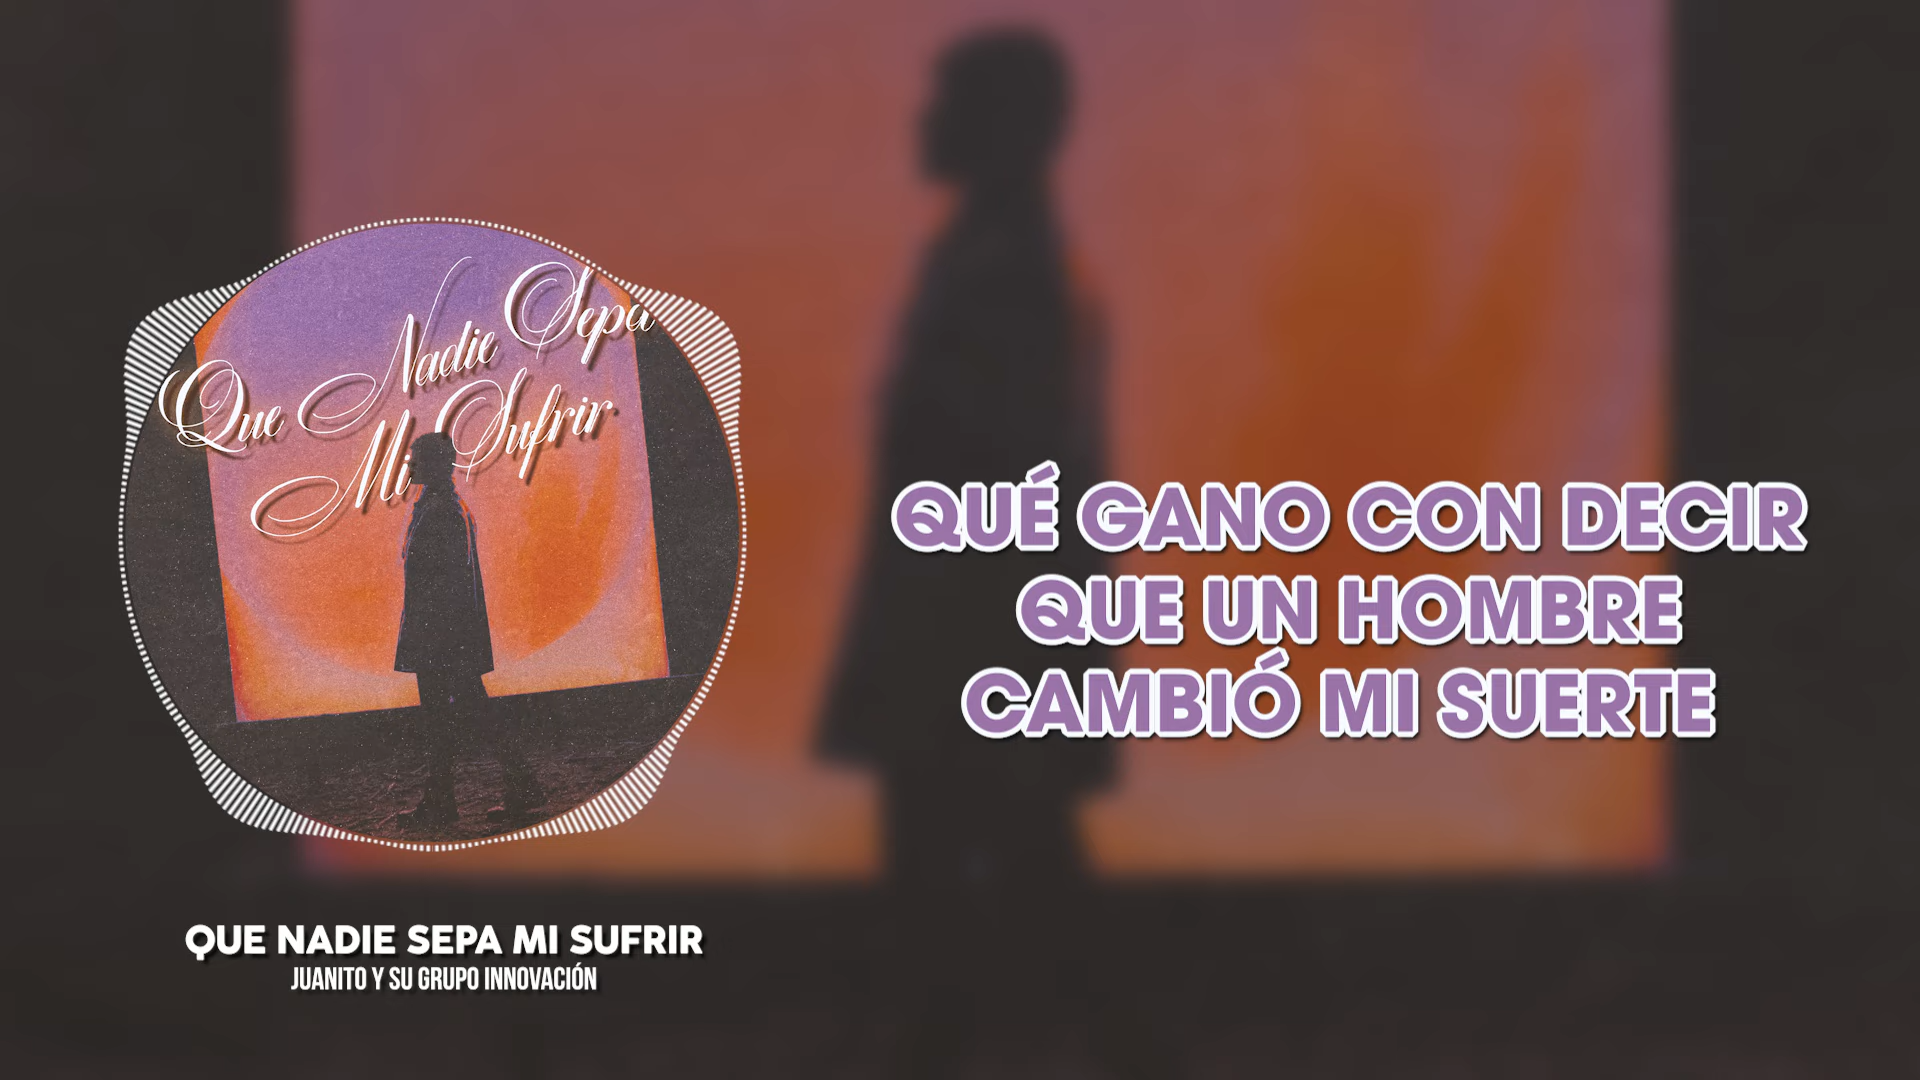 Que Nadie Sepa
Mi Sufrir
QUÉ GANO CON DECIR
QUE UN HOMBRE
CAMBIÓ MI SUERTE
QUE NADIE SEPA MI SUFRIR
JUANITO Y SU GRUPO INNOVACIÓN